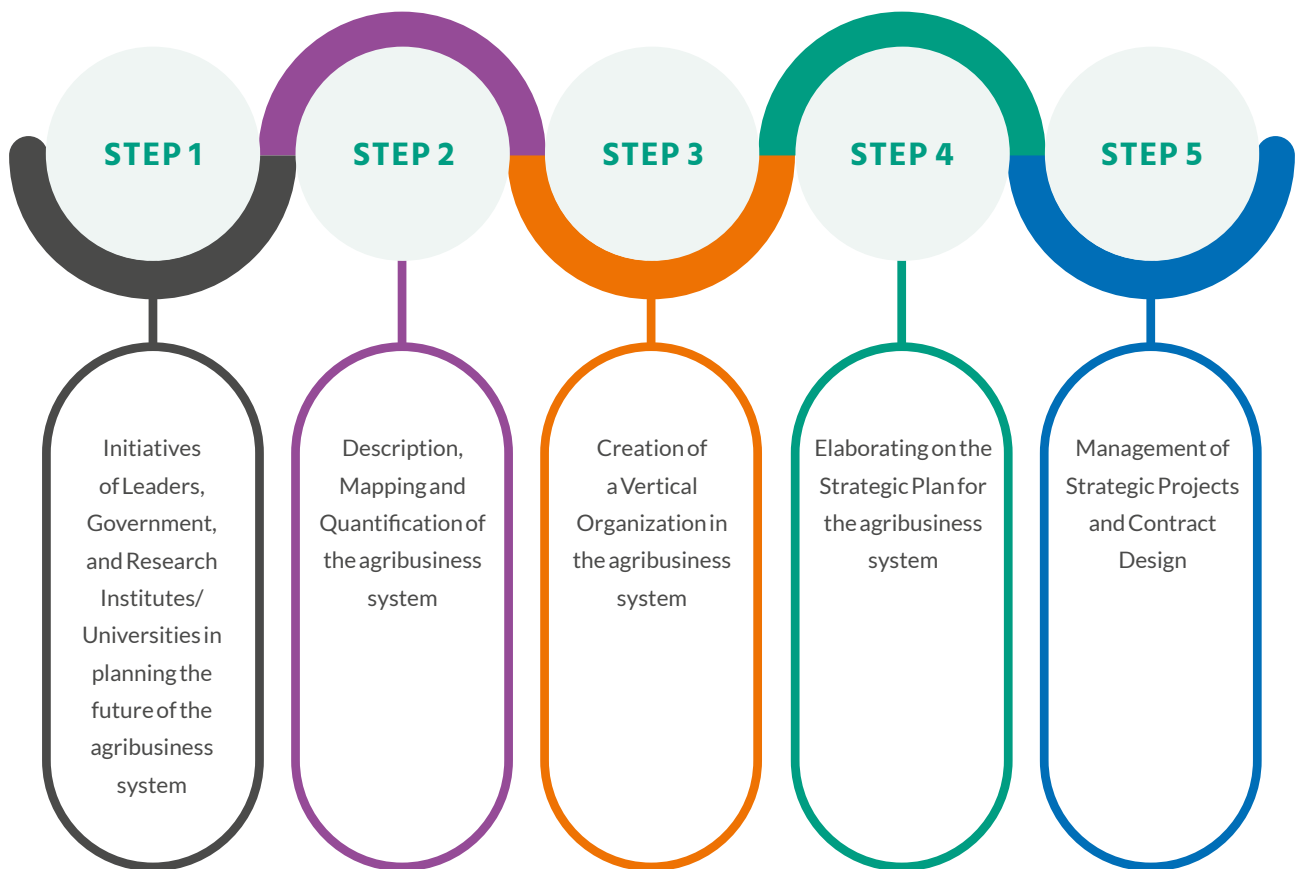 STEP 1
STEP 2
STEP 3
STEP 4
STEP 5
Initiatives
of Leaders,
Government,
and Research
Institutes/
Universities in
planning the
future of the
agribusiness
system
Description,
Mapping and
Quantification of
the agribusiness
system
Creation of
a Vertical
Organization in
the agribusiness
system
Elaborating on the
Strategic Plan for
the agribusiness
system
Management of
Strategic Projects
and Contract
Design